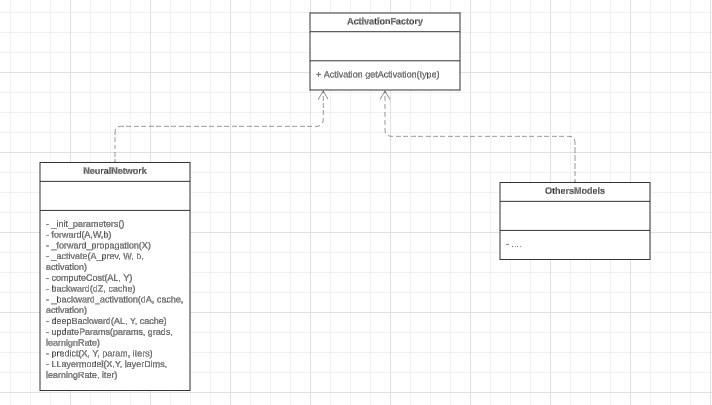 ActivationFactory
+ Activation getActivation(type)
NeuralNetwork
- _init_parameters()
- forward(A,W,b)
- _forward_propagation(X)
- _activate(A_prev, W, b,
activation)
- computeCost(AL, Y)
- backward(dZ, cache)
- _backward_activation(dA, cache,
activation)
- deepBackward(AL, Y, cache)
- updateParams(params, grads,
learnignRate)
- predict(X, Y, param, iters)
- LLayermodel(X,Y, layerDims,
learningRate, iter)
OthersModels
- ....